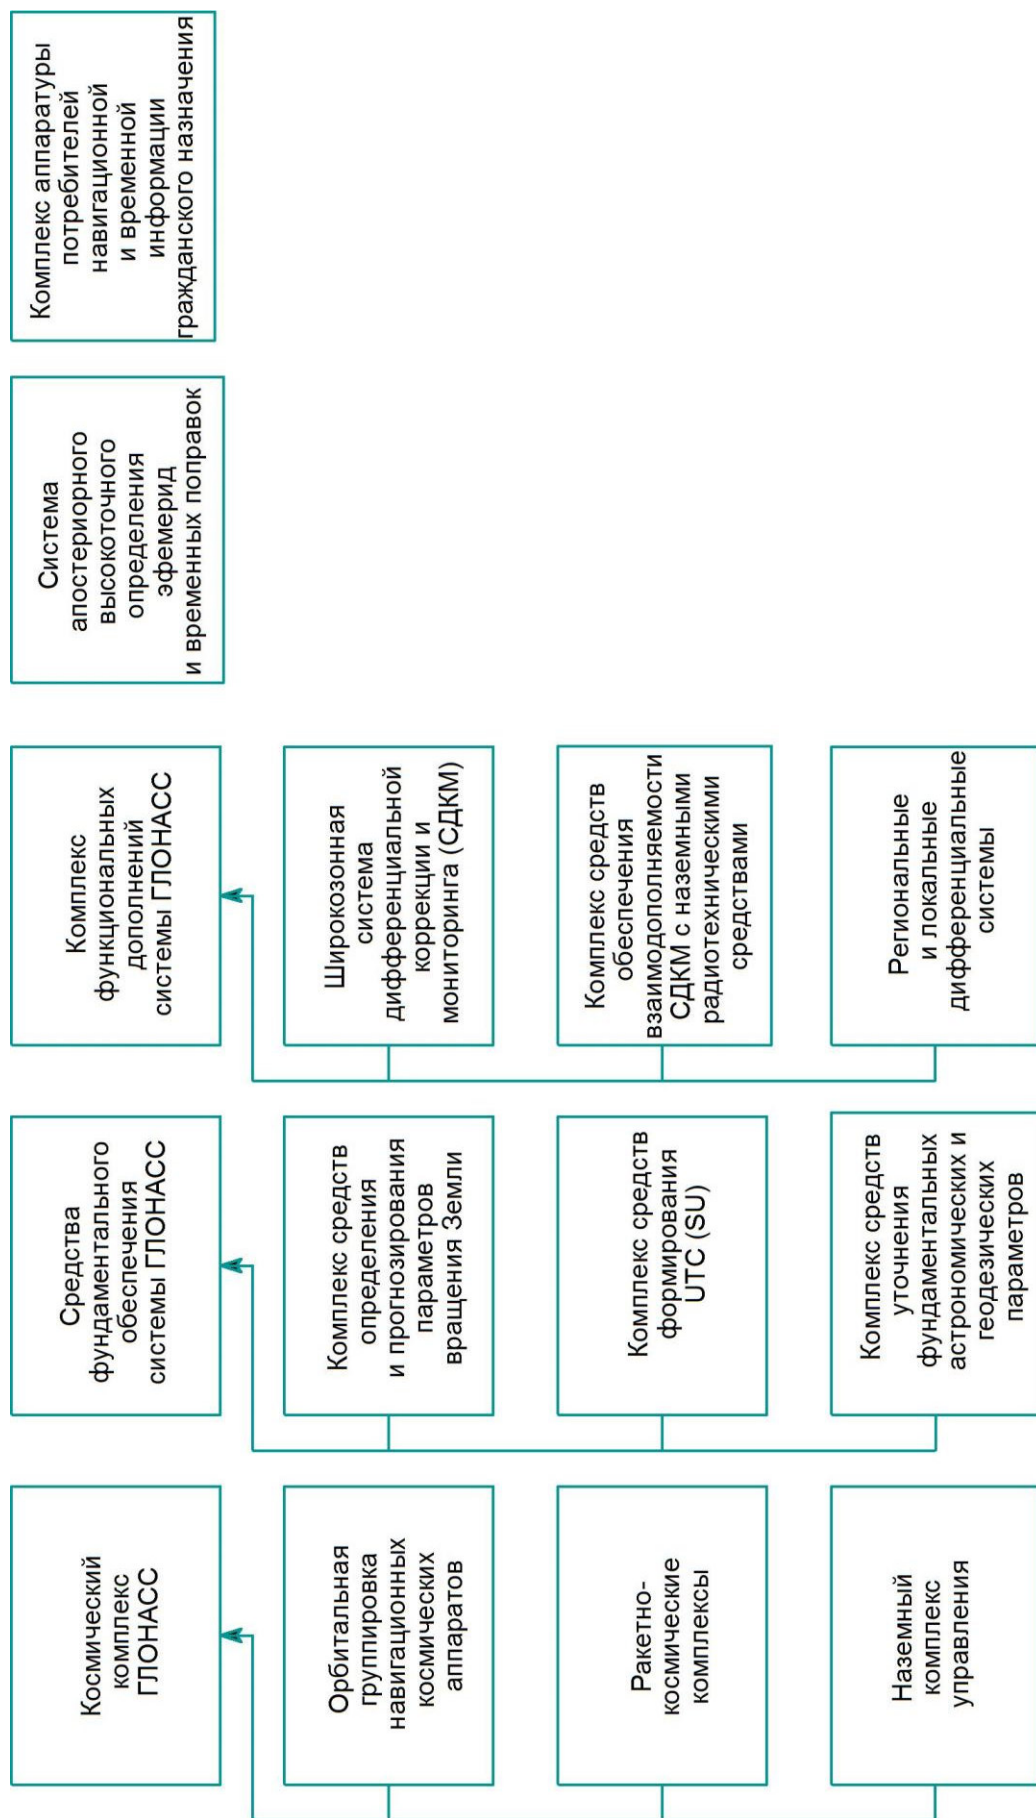 Космический
комплекс
ГЛОНАСС
Средства
фундаментального
обеспечения
системы ГЛОНАСС
Комплекс
функциональных
дополнений
системы ГЛОНАСС
Система
апостериорного
высокоточного
определения
эфемерид
и временных поправок
Комплекс аппаратуры
потребителей
навигационной
и временной
информации
гражданского назначения
Орбитальная
группировка
навигационных
космических
аппаратов
Комплекс средств
определения
и прогнозирования
параметров
вращения Земли
Широкозонная
система
дифференциальной
коррекции и
мониторинга (СДКМ)
Ракетно-
космические
комплексы
Комплекс средств
формирования
UTC (SU)
Комплекс средств
обеспечения
взаимодополняемости
СДКМ с наземными
радиотехническими
средствами
Наземный
комплекс
управления
Комплекс средств
уточнения
фундаментальных
астрономических и
геодезических
параметров
Региональные
и локальные
дифференциальные
системы